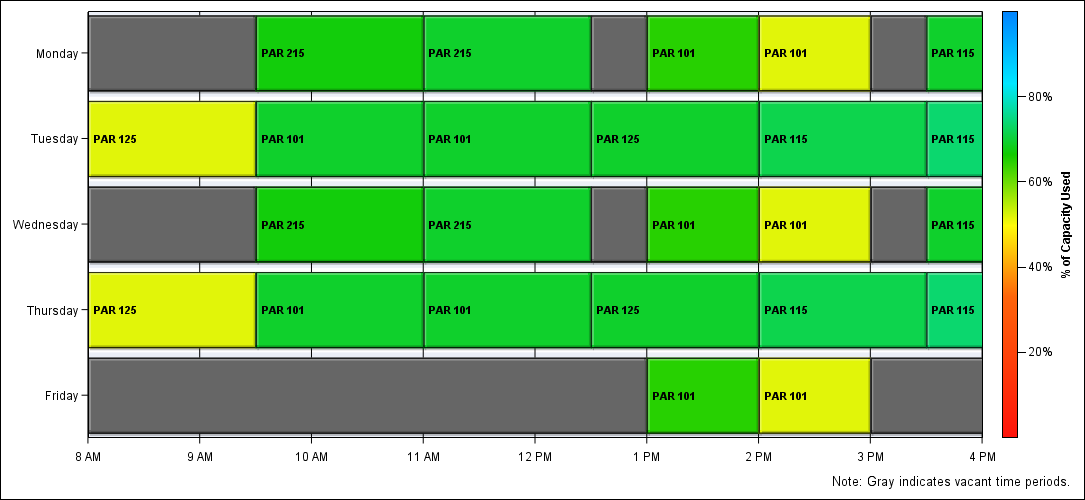 Monday PAR 215 PAR 215 PAR 101 PAR 101 PAR 115
80%
Tuesday PAR 125 PAR 101 PAR 101 PAR 125 PAR 115 PAR 115
60%
Wednesday PAR 215 PAR 215 PAR 101 PAR 101 PAR 115
% of Capacity Used
40%
Thursday PAR 125 PAR 101 PAR 101 PAR 125 PAR 115 PAR 115
20%
Friday PAR 101 PAR 101
8 AM 9 AM 10 AM 11 AM 12 PM 1 PM 2 PM 3 PM 4 PM
Note: Gray indicates vacant time periods.